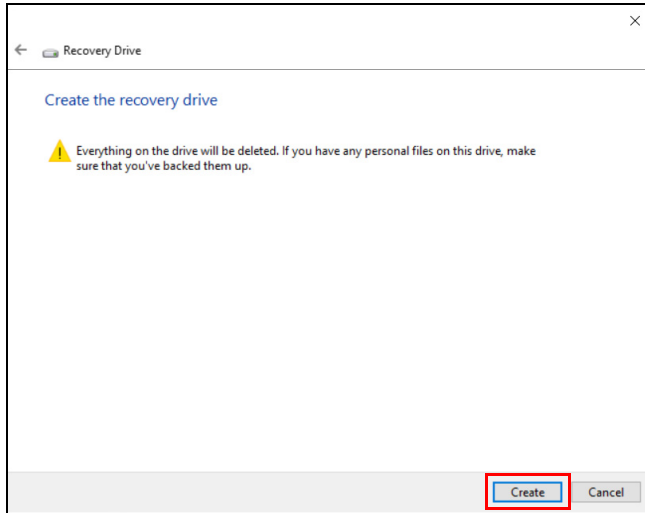 Recovery Drive
Create the recovery drive
Everything on the drive will be deleted. If you have any personal files on this drive, make
sure that you've backed them up.
Create Cancel